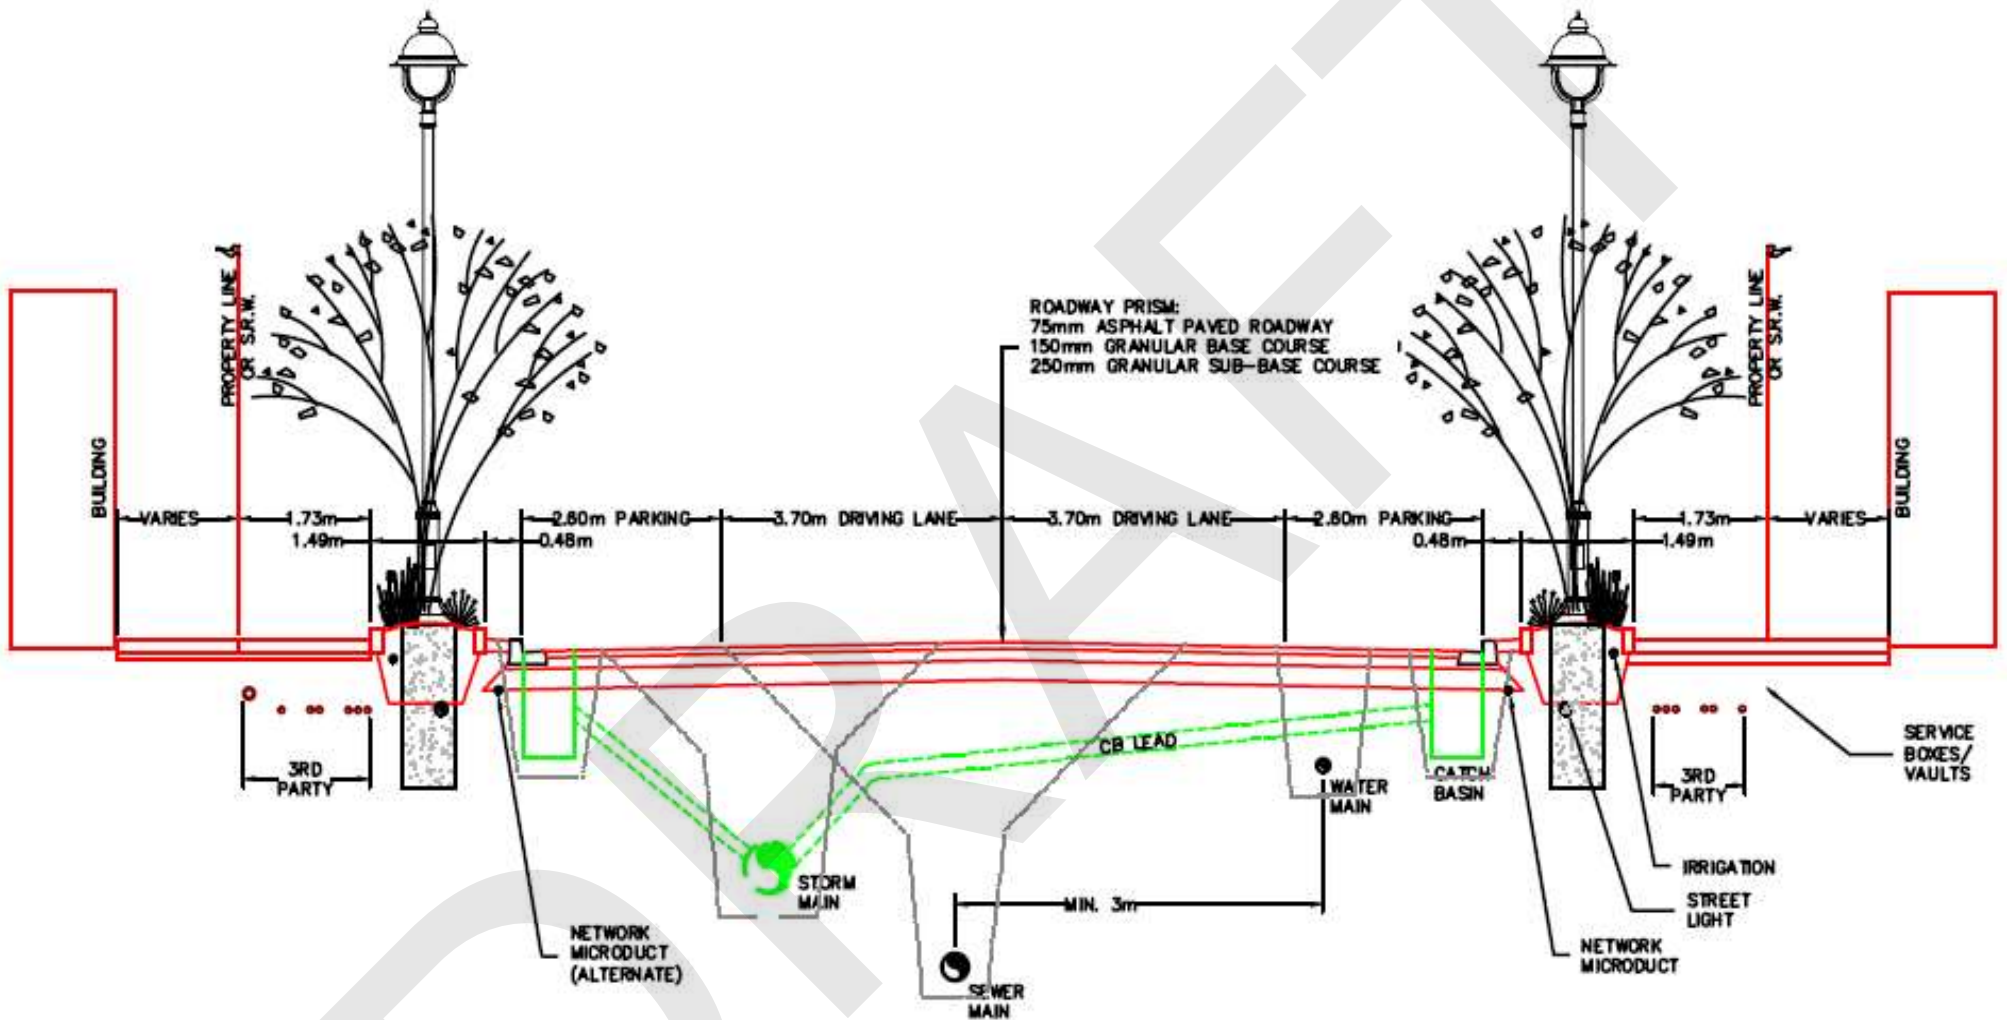 DRAFT
ROADWAY PRISM:
75mm ASPHALT PAVED ROADWAY
150mm GRANULAR BASE COURSE
250mm GRANULAR SUB-BASE COURSE
PROPERTY LINE
OR S.R.W.
PROPERTY LINE
OR S.R.W.
BUILDING
BUILDING
VARIES
1.73m
2.60m PARKING
3.70m DRIVING LANE
3.70m DRIVING LANE
2.60m PARKING
1.73m
VARIES
1.49m
0.48m
0.48m
1.49m
CB LEAD
3RD
PARTY
WATER
MAIN
CATCH
BASIN
3RD
PARTY
SERVICE
BOXES/
VAULTS
STORM
MAIN
MIN. 3m
IRRIGATION
STREET
LIGHT
NETWORK
MICRODUCT
(ALTERNATE)
NETWORK
MICRODUCT
SEWER
MAIN